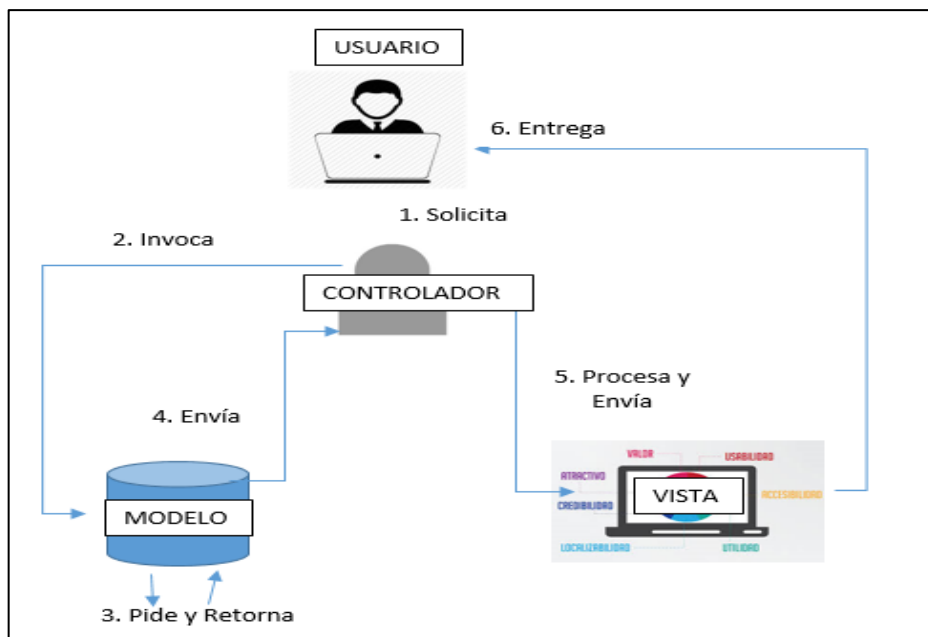 USUARIO
6. Entrega
1. Solicita
2. Invoca
CONTROLADOR
5. Procesa y
Envía
4. Envía
VALOR
USABILIDAD
ATRACTIVO
VISTA
ACCESIBILIDAD
CREDIBILIDAD
MODELO
LOCALIZABILIDAD
UTILIDAD
3. Pide y Retorna